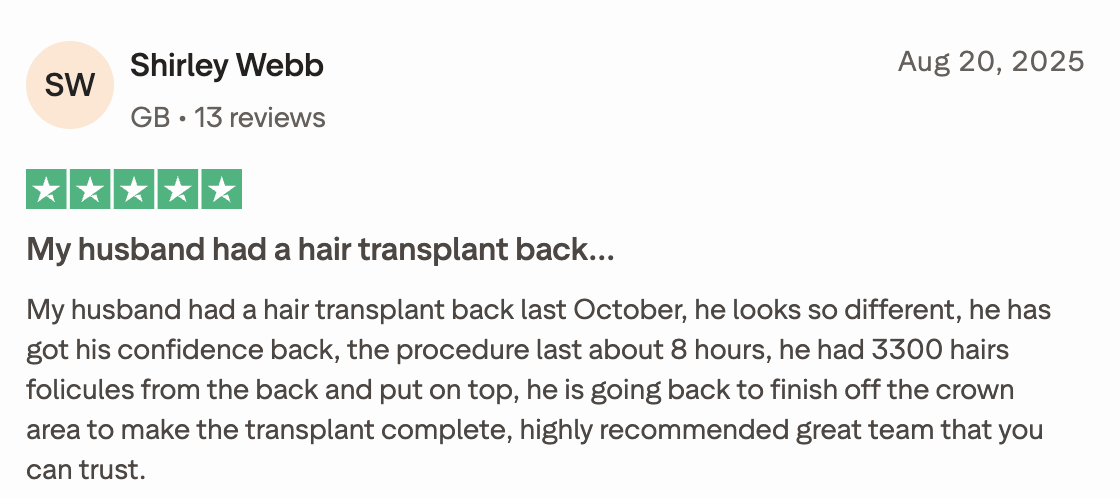 SW
Shirley Webb
Aug 20, 2025
GB • 13 reviews
My husband had a hair transplant back...
My husband had a hair transplant back last October, he looks so different, he has
got his confidence back, the procedure last about 8 hours, he had 3300 hairs
folicules from the back and put on top, he is going back to finish off the crown
area to make the transplant complete, highly recommended great team that you
can trust.